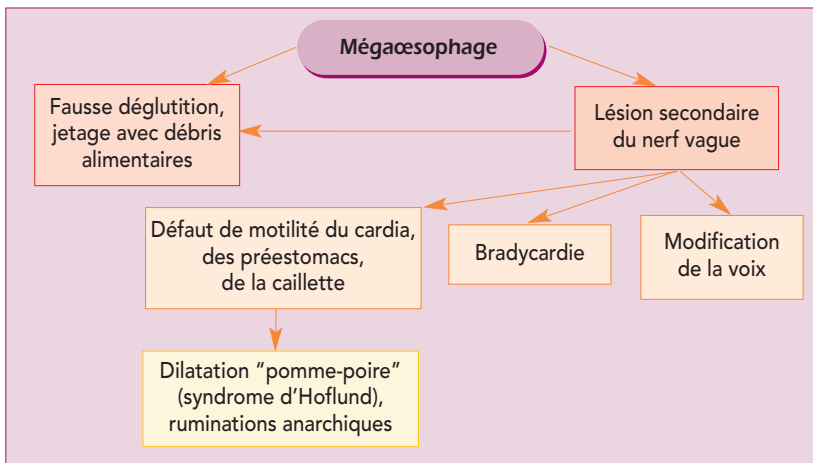 Mégaœsophage
Fausse déglutition,
jetage avec débris
alimentaires
Lésion secondaire
du nerf vague
Défaut de motilité du cardia,
des préestomacs,
de la caillette
Bradycardie
Modification
de la voix
Dilatation “pomme-poire”
(syndrome d’Hoflund),
ruminations anarchiques